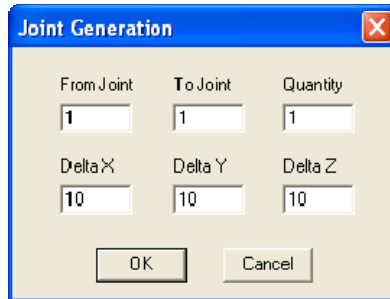 Joint Generation
From Joint To Joint Quantity
1 1 1
Delta X Delta Y Delta Z
10 10 10
OK Cancel